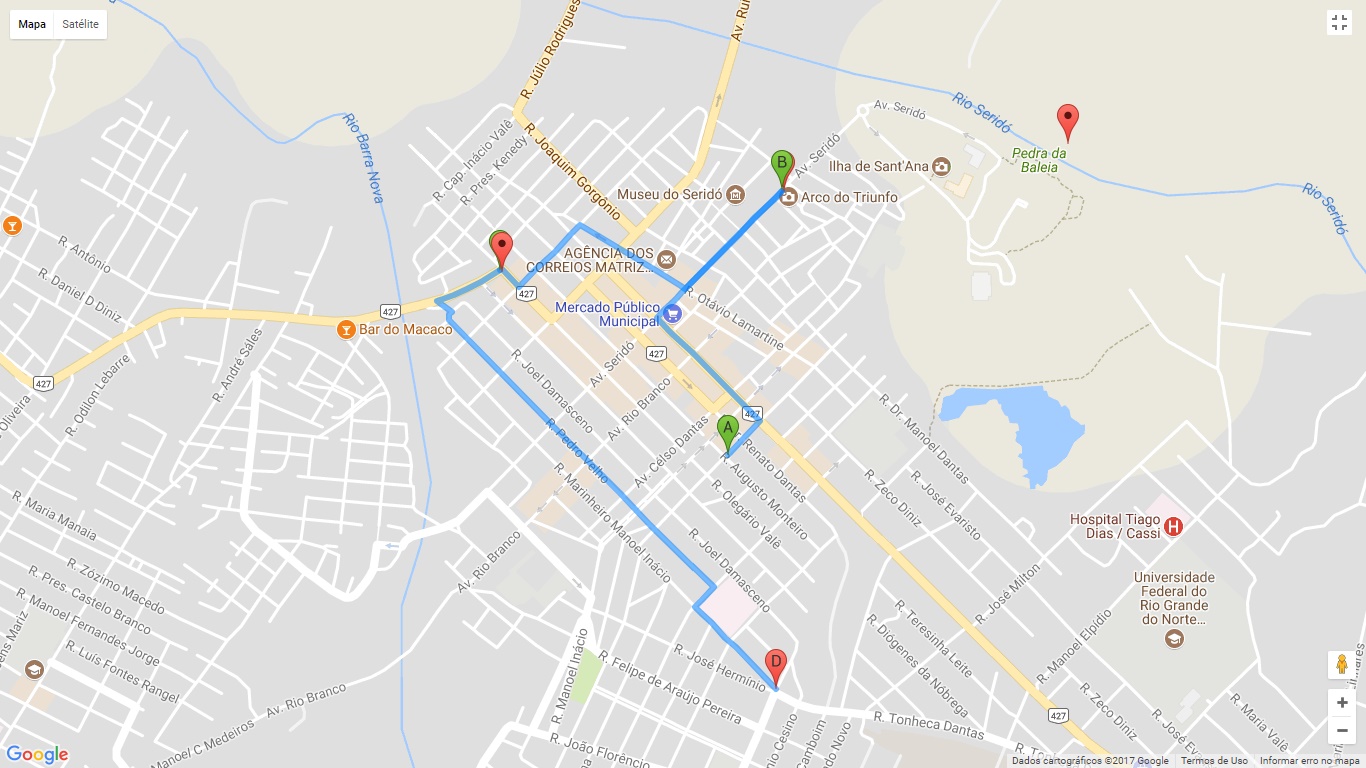 Mapa
Satélite
R. Júlio Rodrigues
Av. Rui
Rio Barra Nova
R. Cap. Inácio Valê
R. Pres. Kenedy
R. Joaquim Gorgônio
Av. Seridó
Av. Seridó
Rio Seridó
Pedra da
Baleia
Ilha de Sant'Ana
Rio Seridó
B
Museu do Seridó
Arco do Triunfo
AGÊNCIA DOS
CORREIOS MATRIZ...
R. Antônio
R. Daniel D Diniz
427
427
Mercado Público
Municipal
R. Otávio Lamartine
Bar do Macaco
427
427
R. André Sáles
R. Odilon Lebarre
Oliveira
R. Joel Damasceno
Av. Seridó
Av. Rio Branco
427
A
R. Pedro Velho
Av. Célso Dantas
R. Renato Dantas
R. Augusto Monteiro
R. Olegário Valê
R. Dr. Manoel Dantas
R. José Evaristo
R. Zeco Diniz
R. Marinheiro Manoel Inácio
R. Maria Manaia
R. Zózimo Macedo
R. Pres. Castelo Branco
R. Manoel Fernandes Jorge
R. Luís Fontes Rangel
Av. Rio Branco
R. Joel Damasceno
Hospital Tiago
Dias / Cassi
H
Universidade
Federal do
Rio Grande
do Norte...
R. José Milton
R. Manoel Elpídio
R. Teresinha Leite
R. Diógenes da Nóbrega
R. José Hermínio
D
R. Felipe de Araújo Pereira
R. Manoel Inácio
Av. Rio Branco
Manoel C Medeiros
R. João Florêncio
Cesino
Camboim
do Novo
R. Tonheca Dantas
427
R. Zeco Diniz
R. José
R. Maria Valê
Google
Dados cartográficos ©2017 Google
Termos de Uso
Informar erro no mapa